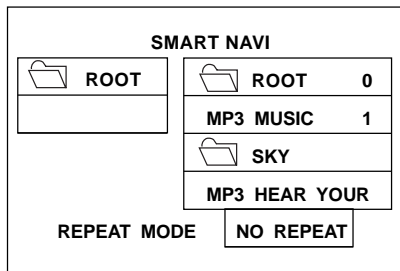 SMART NAVI
ROOT
ROOT 0
MP3 MUSIC 1
SKY
MP3 HEAR YOUR
REPEAT MODE NO REPEAT